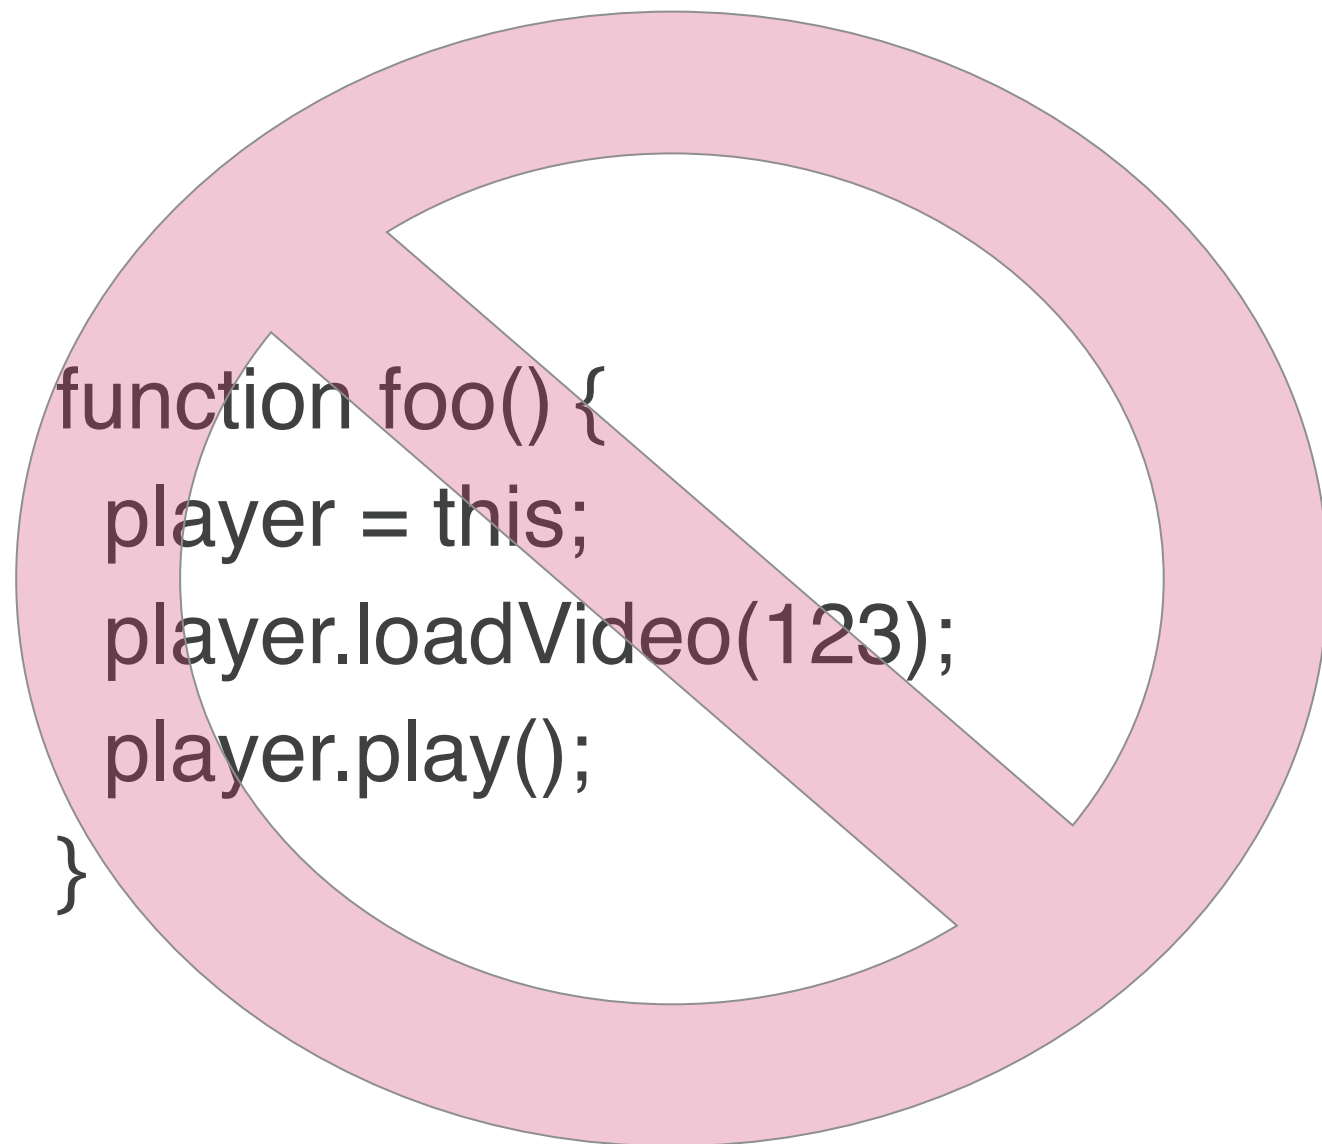 function foo() {
player = this;
player.loadVideo(123);
player.play();
}